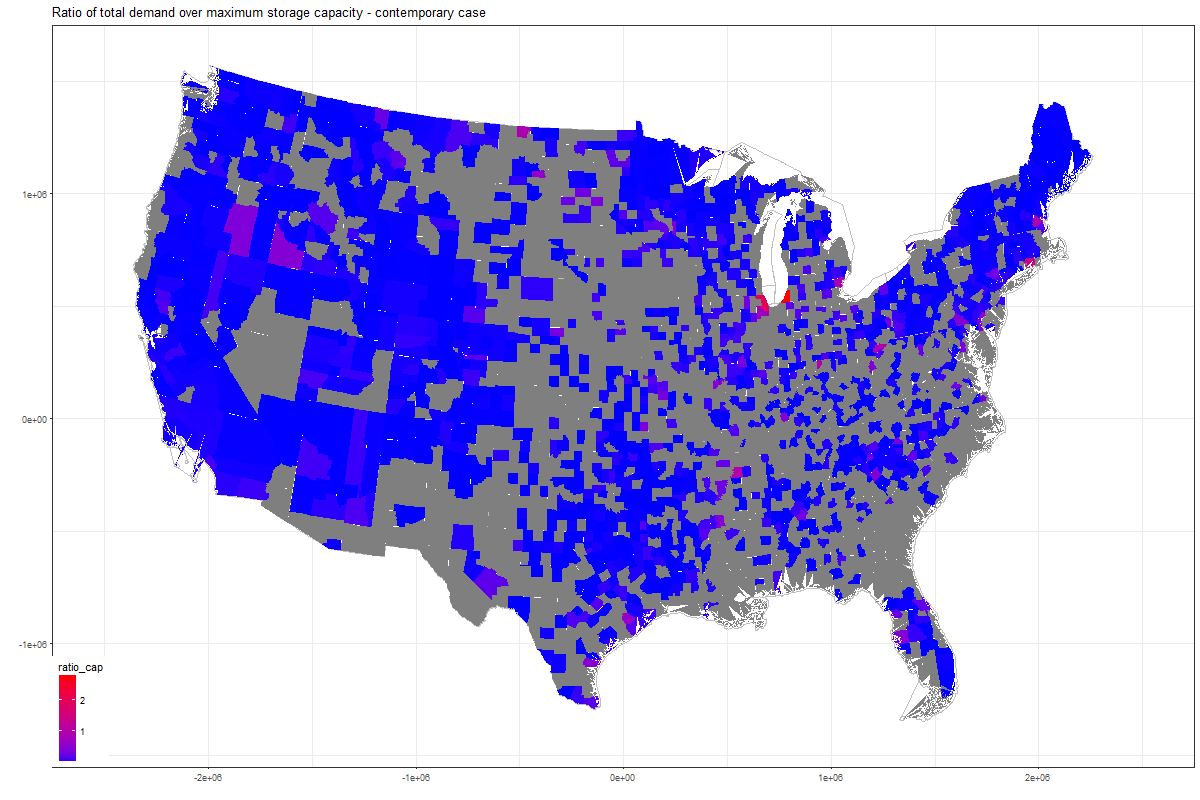 Ratio of total demand over maximum storage capacity - contemporary case
1e+06
0e+00
-1e+06
ratio_cap
2
1
-2e+06
-1e+06
0e+00
1e+06
2e+06